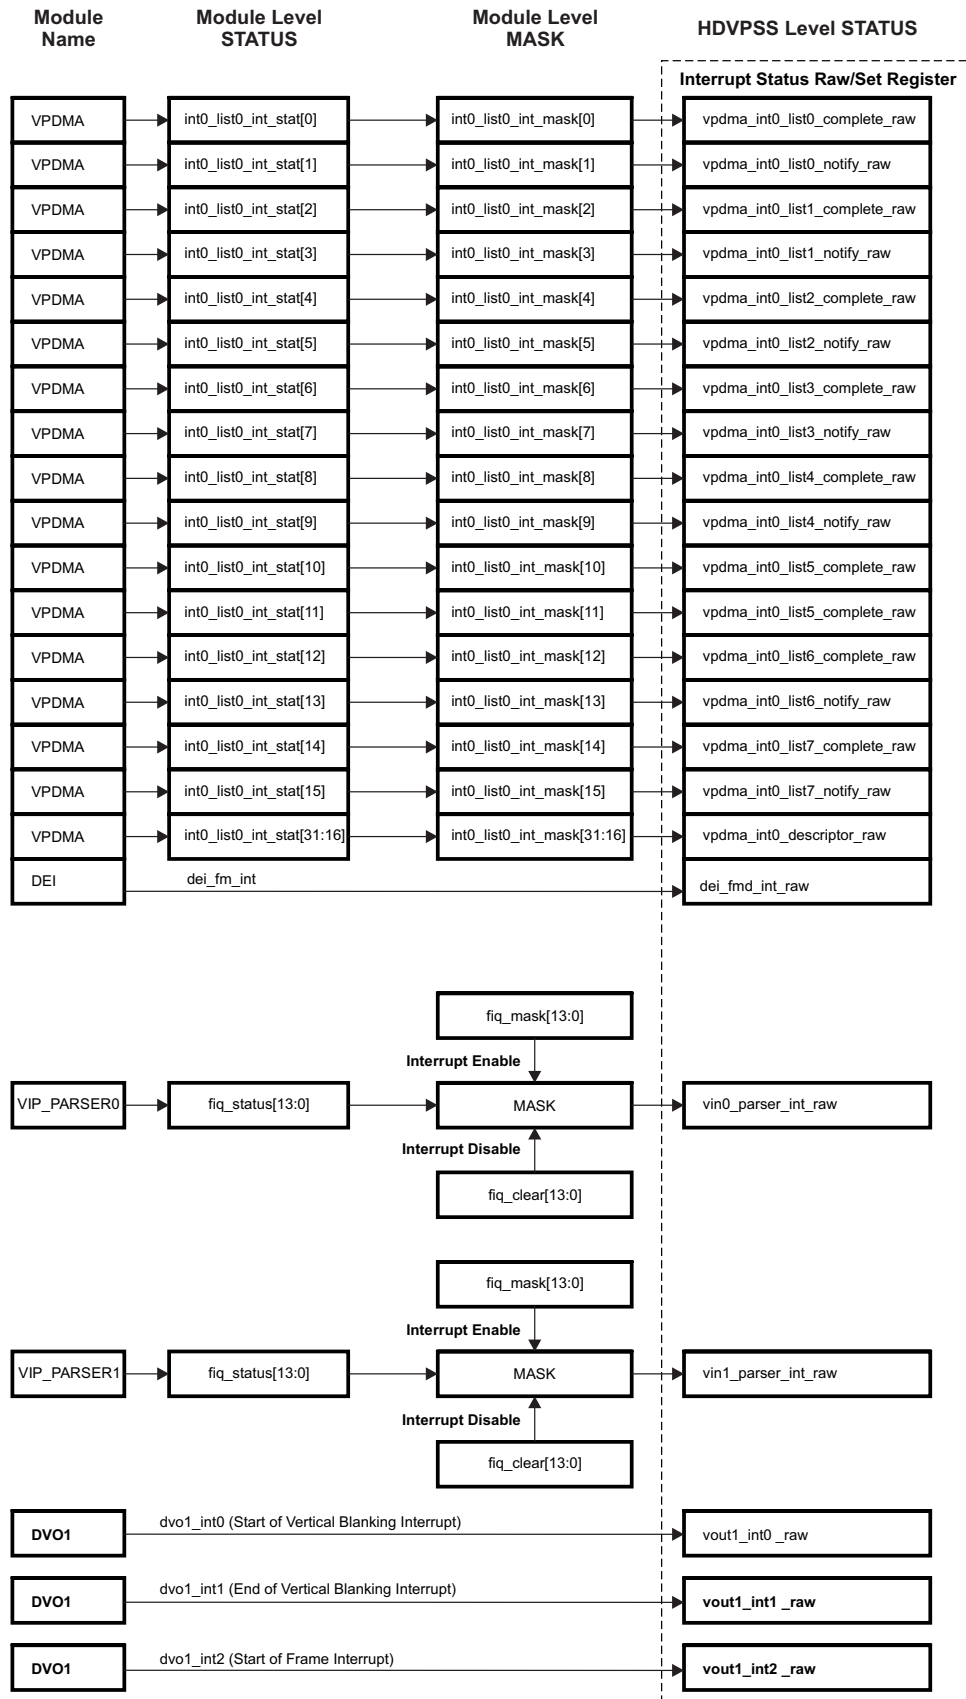 Module Name
Module Level STATUS
Module Level MASK
HDVPSS Level STATUS
Interrupt Status Raw/Set Register
VPDMA int0_list0_int_stat[0] int0_list0_int_mask[0] vpdma_int0_list0_complete_raw
VPDMA int0_list0_int_stat[1] int0_list0_int_mask[1] vpdma_int0_list0_notify_raw
VPDMA int0_list0_int_stat[2] int0_list0_int_mask[2] vpdma_int0_list1_complete_raw
VPDMA int0_list0_int_stat[3] int0_list0_int_mask[3] vpdma_int0_list1_notify_raw
VPDMA int0_list0_int_stat[4] int0_list0_int_mask[4] vpdma_int0_list2_complete_raw
VPDMA int0_list0_int_stat[5] int0_list0_int_mask[5] vpdma_int0_list2_notify_raw
VPDMA int0_list0_int_stat[6] int0_list0_int_mask[6] vpdma_int0_list3_complete_raw
VPDMA int0_list0_int_stat[7] int0_list0_int_mask[7] vpdma_int0_list3_notify_raw
VPDMA int0_list0_int_stat[8] int0_list0_int_mask[8] vpdma_int0_list4_complete_raw
VPDMA int0_list0_int_stat[9] int0_list0_int_mask[9] vpdma_int0_list4_notify_raw
VPDMA int0_list0_int_stat[10] int0_list0_int_mask[10] vpdma_int0_list5_complete_raw
VPDMA int0_list0_int_stat[11] int0_list0_int_mask[11] vpdma_int0_list5_complete_raw
VPDMA int0_list0_int_stat[12] int0_list0_int_mask[12] vpdma_int0_list6_complete_raw
VPDMA int0_list0_int_stat[13] int0_list0_int_mask[13] vpdma_int0_list6_notify_raw
VPDMA int0_list0_int_stat[14] int0_list0_int_mask[14] vpdma_int0_list7_complete_raw
VPDMA int0_list0_int_stat[15] int0_list0_int_mask[15] vpdma_int0_list7_notify_raw
VPDMA int0_list0_int_stat[31:16] int0_list0_int_mask[31:16] vpdma_int0_descriptor_raw
DEI dei_fm_int dei_fmd_int_raw
fiq_mask[13:0]
Interrupt Enable
VIP_PARSER0 fiq_status[13:0] MASK vin0_parser_int_raw
Interrupt Disable
fiq_clear[13:0]
fiq_mask[13:0]
Interrupt Enable
VIP_PARSER1 fiq_status[13:0] MASK vin1_parser_int_raw
Interrupt Disable
fiq_clear[13:0]
DVO1 dvo1_int0 (Start of Vertical Blanking Interrupt) vout1_int0 _raw
DVO1 dvo1_int1 (End of Vertical Blanking Interrupt) vout1_int1 _raw
DVO1 dvo1_int2 (Start of Frame Interrupt) vout1_int2 _raw